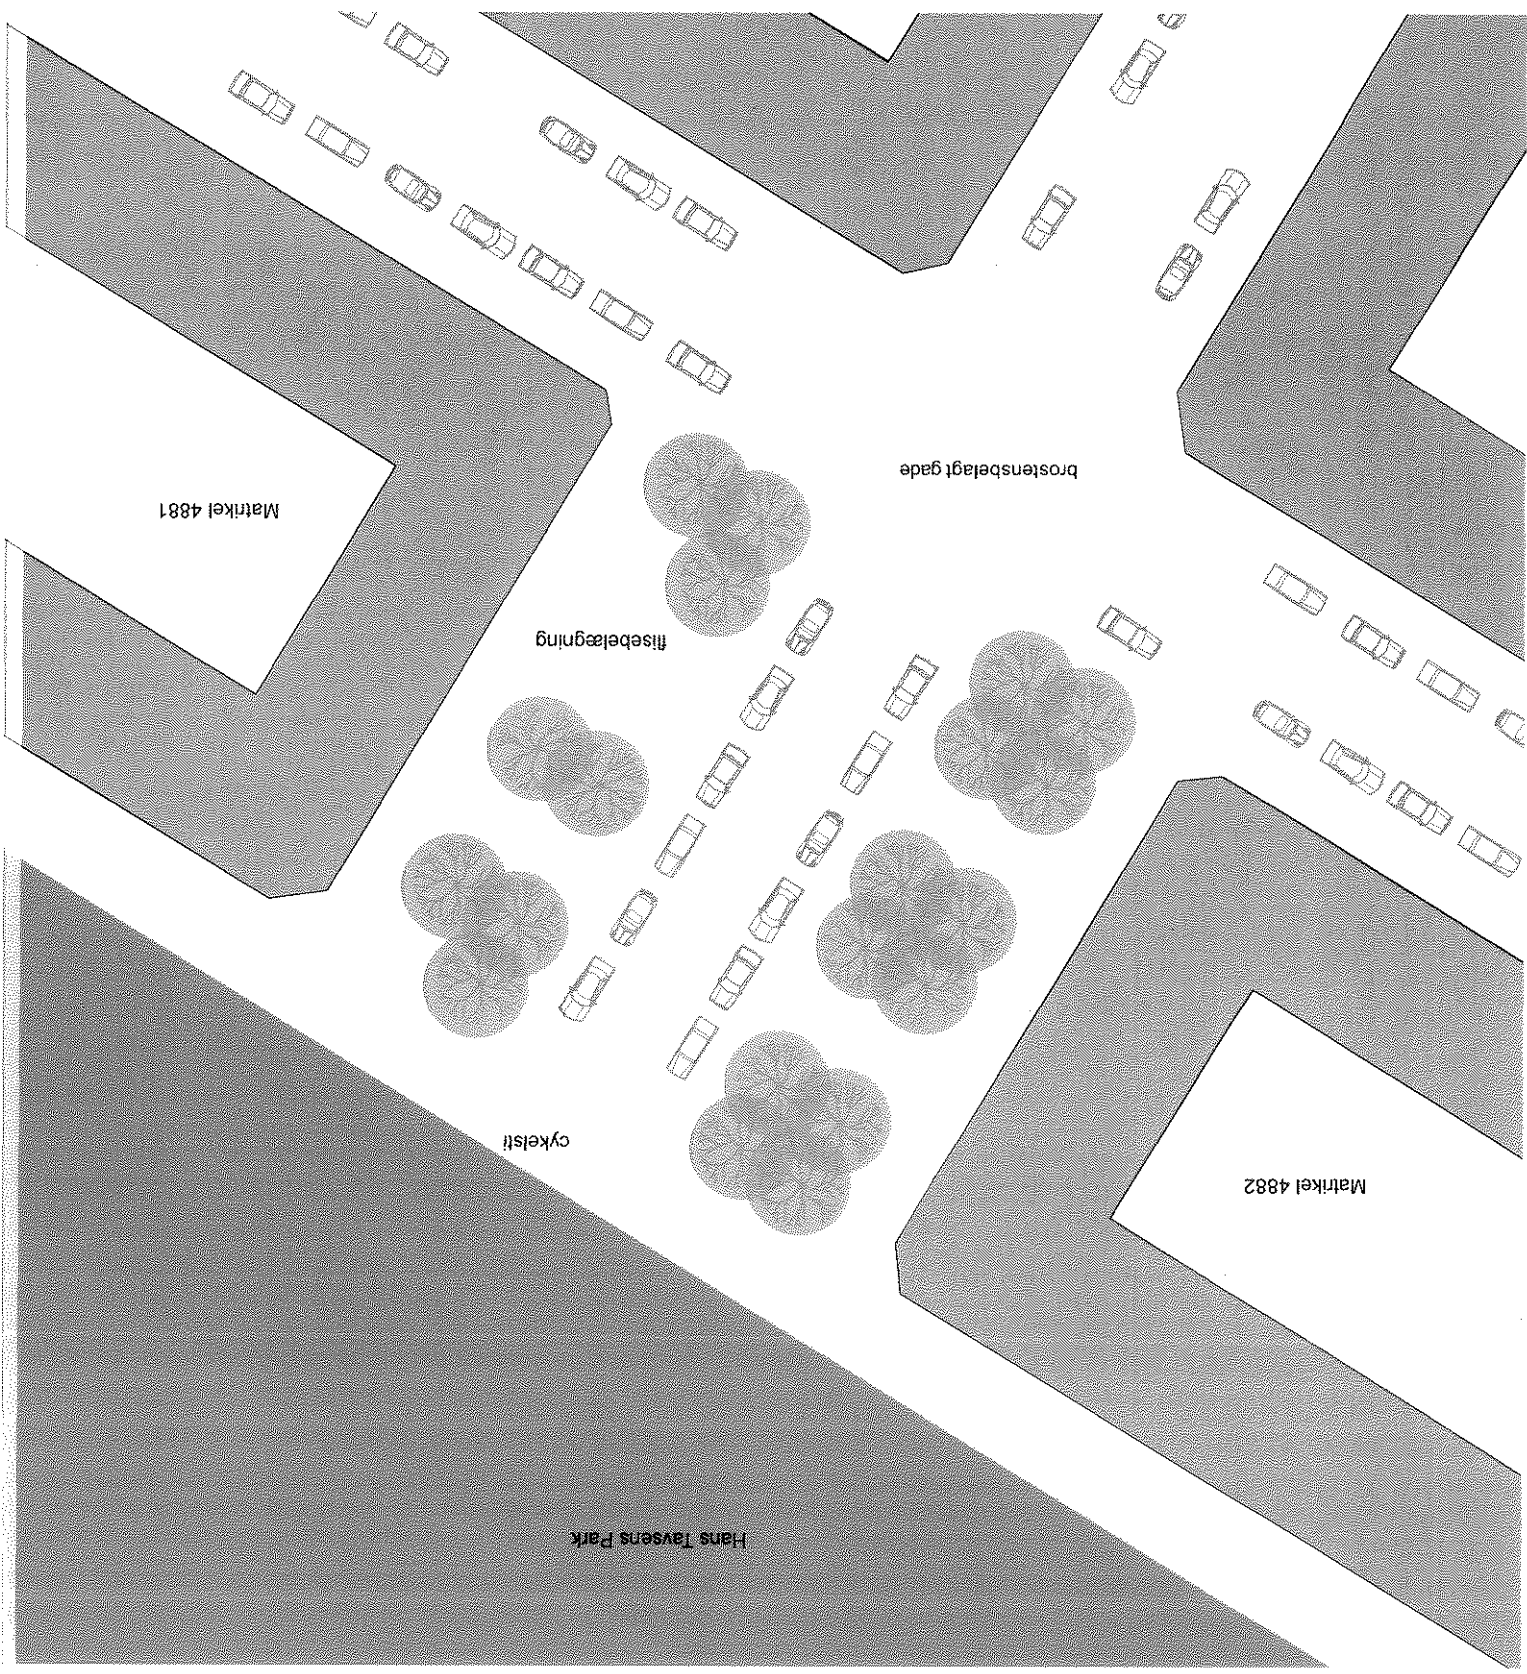 Hans Tavsens Park
Matrikel 4882
cykelsti
flisebelægning
Matrikel 4881
brostensbelagt gade